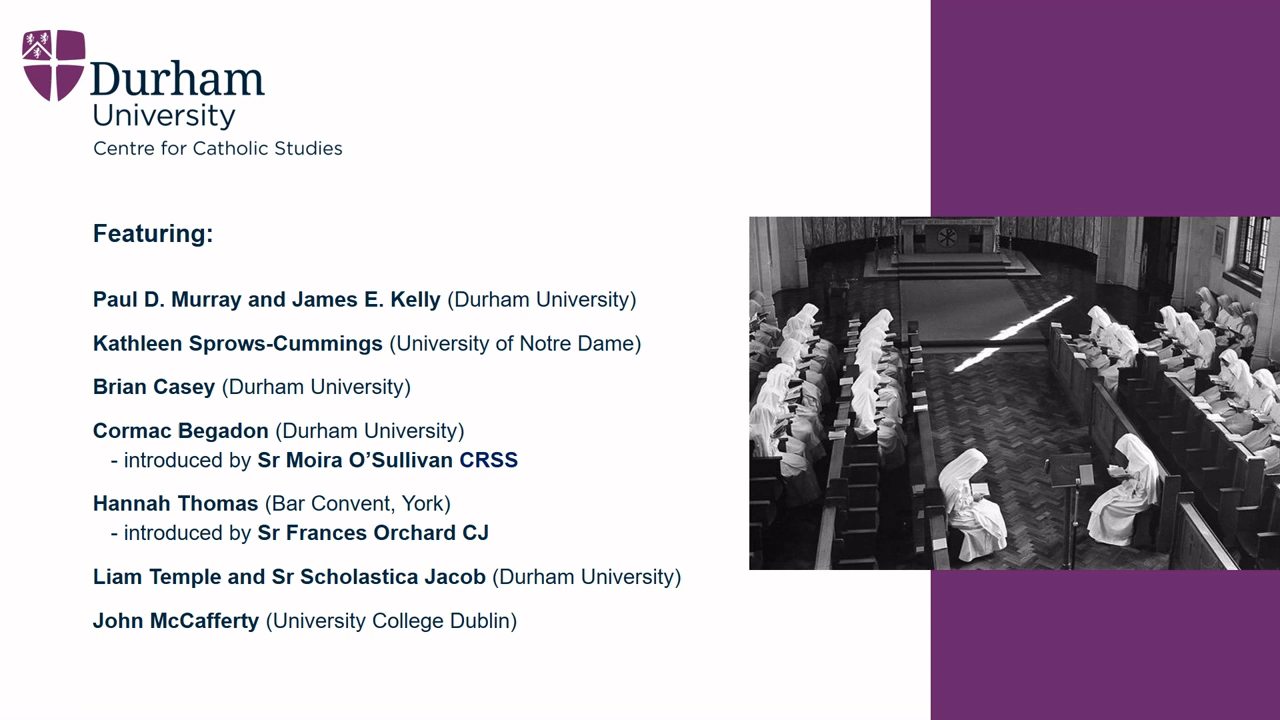 Durham
University
Centre for Catholic Studies
Featuring:
Paul D. Murray and James E. Kelly (Durham University)
Kathleen Sprows-Cummings (University of Notre Dame)
Brian Casey (Durham University)
Cormac Begadon (Durham University)
- introduced by Sr Moira O’Sullivan CRSS
Hannah Thomas (Bar Convent, York)
- introduced by Sr Frances Orchard CJ
Liam Temple and Sr Scholastica Jacob (Durham University)
John McCafferty (University College Dublin)